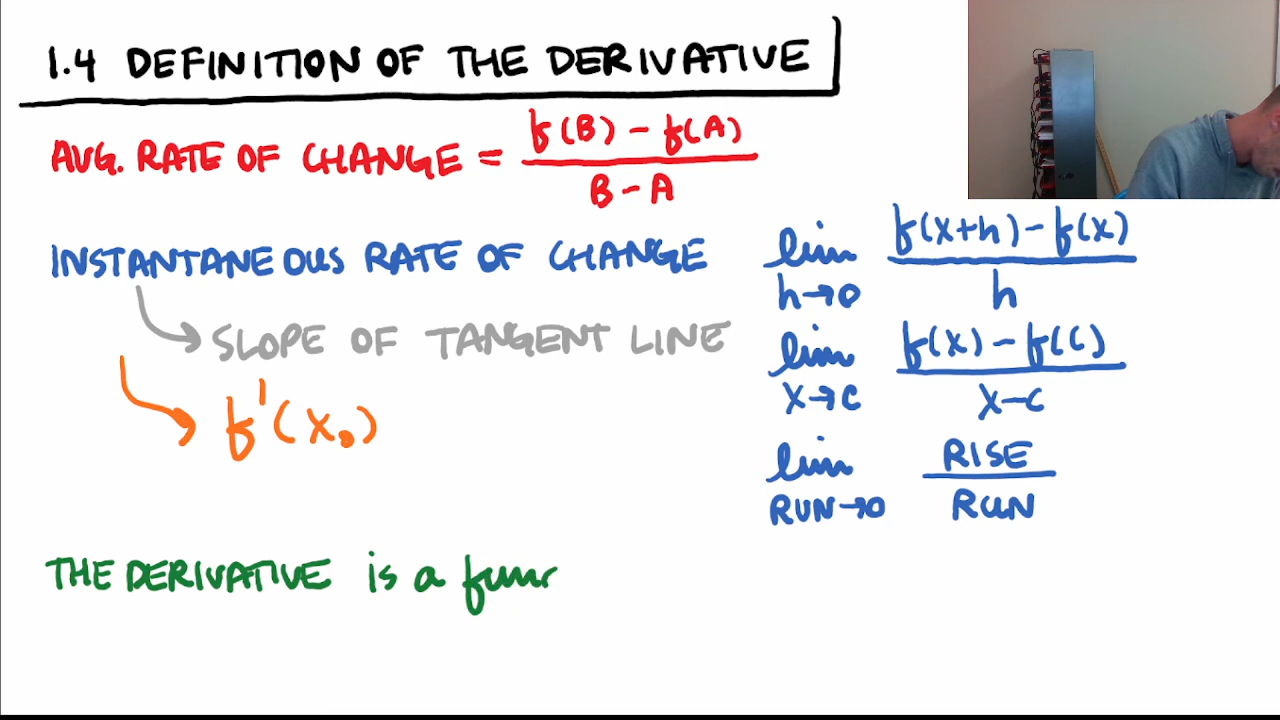 1.4 DEFINITION OF THE DERIVATIVE
AVG. RATE OF CHANGE = f(B) - f(A) / B - A
INSTANTANEOUS RATE OF CHANGE
SLOPE OF TANGENT LINE
f'(x₀)
lim h→0 f(x+h) - f(x) / h
lim x→c f(x) - f(c) / x-c
lim RUN→0 RISE / RUN
THE DERIVATIVE is a func